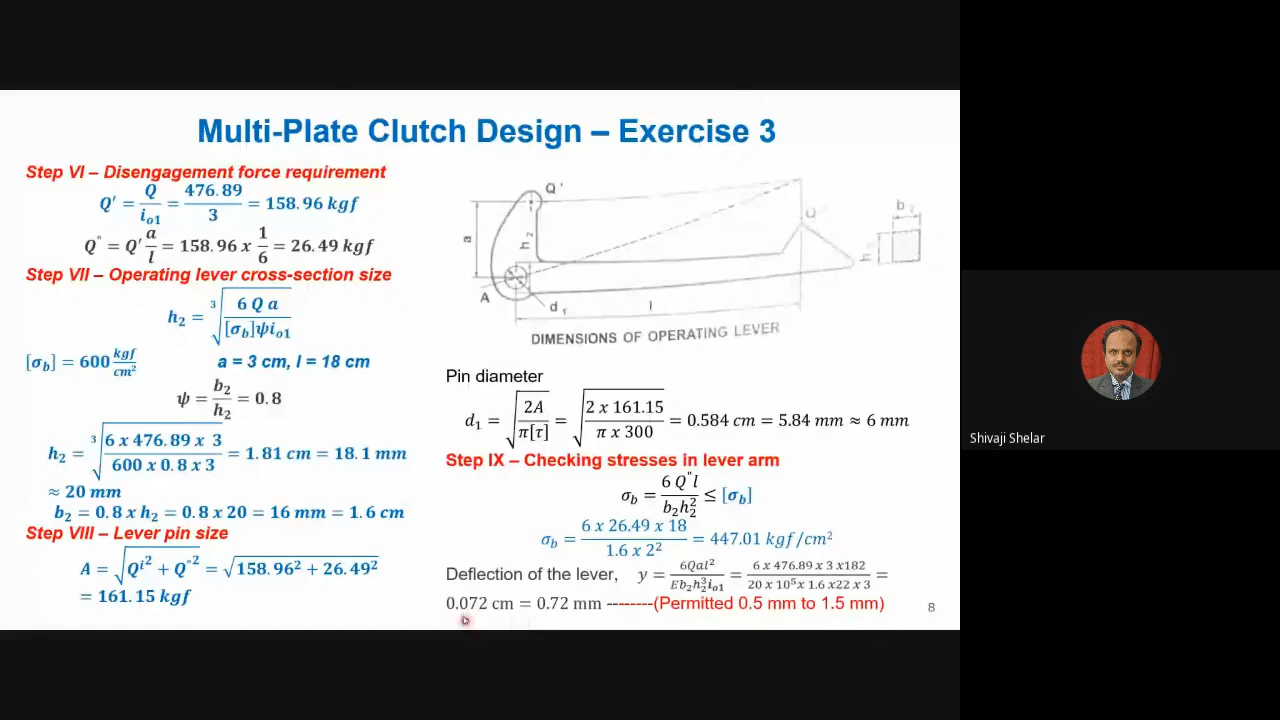 Multi-Plate Clutch Design – Exercise 3
Step VI – Disengagement force requirement
Q' = Q / i_o1 = 476.89 / 3 = 158.96 kgf
Q" = Q' a / l = 158.96 x 1 / 6 = 26.49 kgf
Step VII – Operating lever cross-section size
h₂ = ∛(6 Q a / [σ_b]ψi_o1)
[σ_b] = 600 kgf / cm² a = 3 cm, l = 18 cm
ψ = b₂ / h₂ = 0.8
h₂ = ∛(6 x 476.89 x 3 / 600 x 0.8 x 3) = 1.81 cm = 18.1 mm
≈ 20 mm
b₂ = 0.8 x h₂ = 0.8 x 20 = 16 mm = 1.6 cm
Step VIII – Lever pin size
A = √(Q'² + Q"²) = √(158.96² + 26.49²)
= 161.15 kgf
Q'
a
h₂
A
d₁
l
C
b₂
h₂
DIMENSIONS OF OPERATING LEVER
Pin diameter
d₁ = √(2A / π[τ]) = √(2 x 161.15 / π x 300) = 0.584 cm = 5.84 mm ≈ 6 mm
Step IX – Checking stresses in lever arm
σ_b = 6 Q"l / b₂h₂² ≤ [σ_b]
σ_b = 6 x 26.49 x 18 / 1.6 x 2² = 447.01 kgf/cm²
Deflection of the lever, y = 6Qal² / Eb₂h₂³i_o1 = 6 x 476.89 x 3 x182 / 20 x 10⁵x 1.6 x22 x 3 =
0.072 cm = 0.72 mm --------(Permitted 0.5 mm to 1.5 mm)
8
Shivaji Shelar